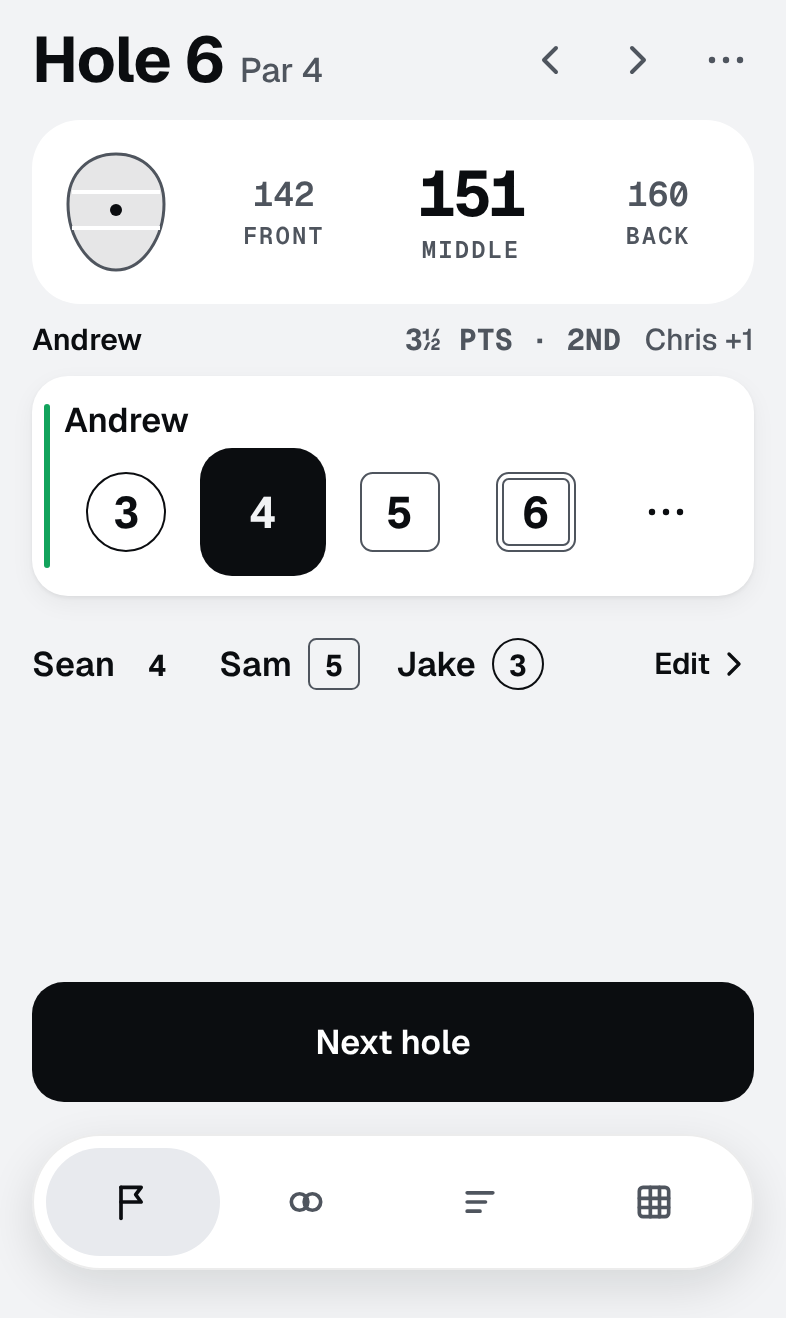 Hole 6 Par 4
142 151 160
FRONT MIDDLE BACK
Andrew 3½ PTS · 2ND Chris +1
Andrew
3 4 5 6 ...
Sean 4 Sam 5 Jake 3 Edit
Next hole